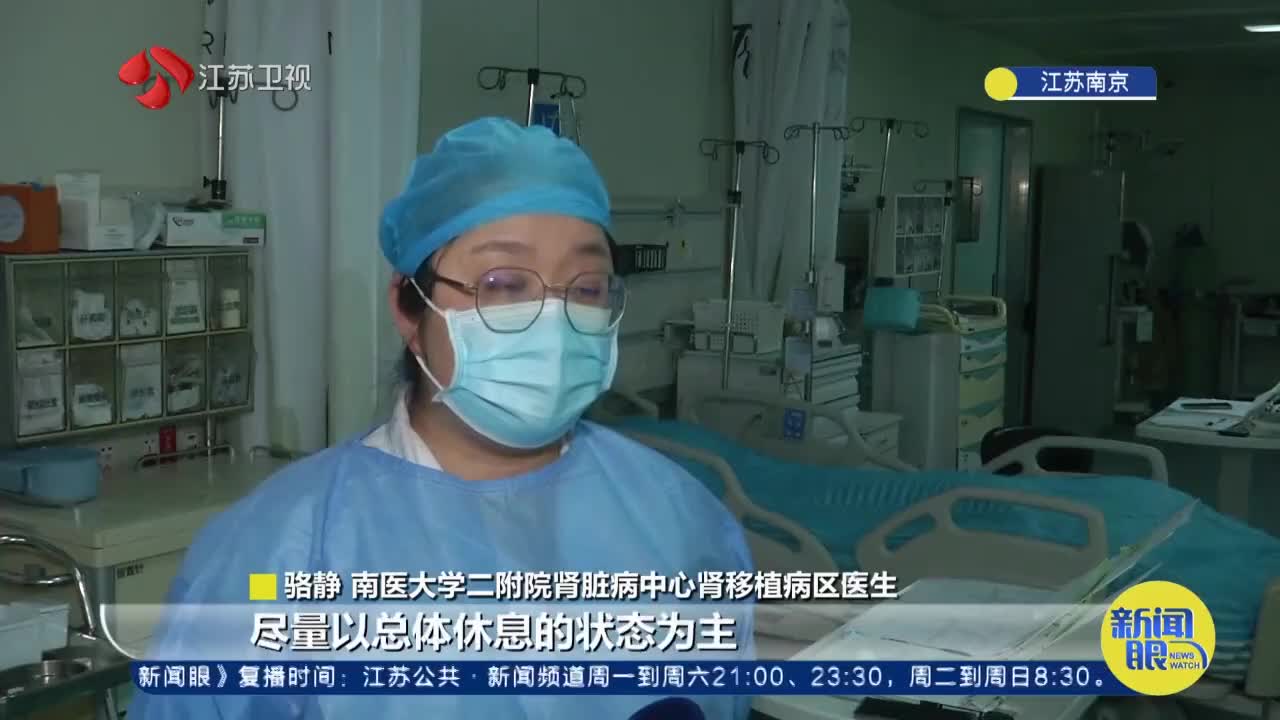 江苏卫视
江苏南京
骆静 南医大学二附院肾脏病中心肾移植病区医生
尽量以总体休息的状态为主
新闻眼
NEWS WATCH
新闻眼》复播时间：江苏公共·新闻频道周一到周六21:00、23:30，周二到周日8:30。